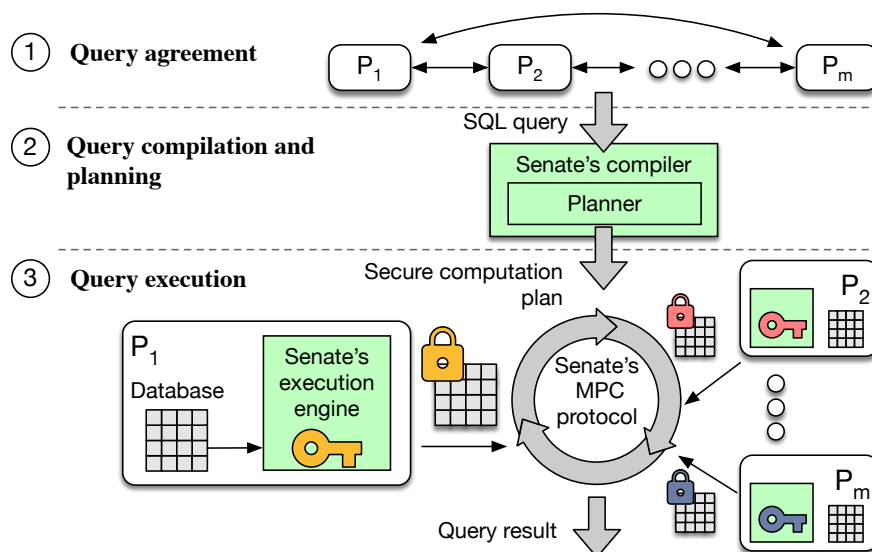 1 Query agreement
P1 P2 Pm
SQL query
2 Query compilation and
planning
Senate's compiler
Planner
3 Query execution
Secure computation
plan
P1
Database
Senate's
execution
engine
Senate's
MPC
protocol
P2
Pm
Query result